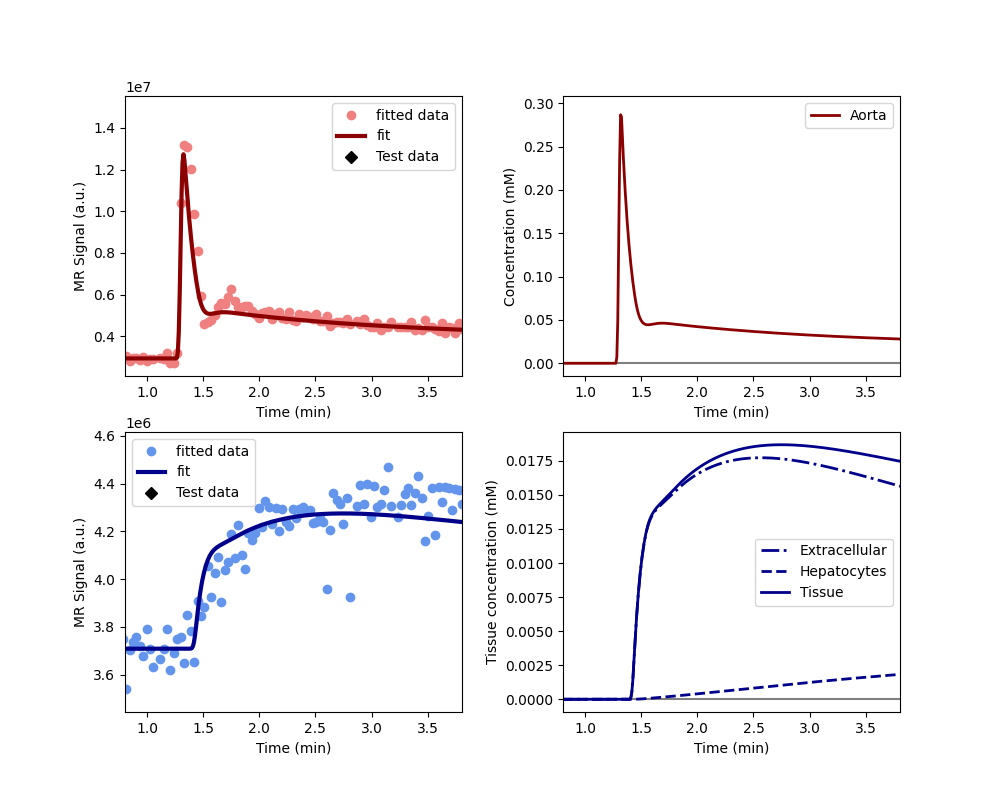 1e7
MR Signal (a.u.)
1.4
1.2
1.0
0.8
0.6
0.4
fitted data
fit
Test data
1.0 1.5 2.0 2.5 3.0 3.5
Time (min)
Concentration (mM)
0.30
0.25
0.20
0.15
0.10
0.05
0.00
Aorta
1.0 1.5 2.0 2.5 3.0 3.5
Time (min)
1e6
MR Signal (a.u.)
4.6
4.4
4.2
4.0
3.8
3.6
fitted data
fit
Test data
1.0 1.5 2.0 2.5 3.0 3.5
Time (min)
Tissue concentration (mM)
0.0175
0.0150
0.0125
0.0100
0.0075
0.0050
0.0025
0.0000
Extracellular
Hepatocytes
Tissue
1.0 1.5 2.0 2.5 3.0 3.5
Time (min)